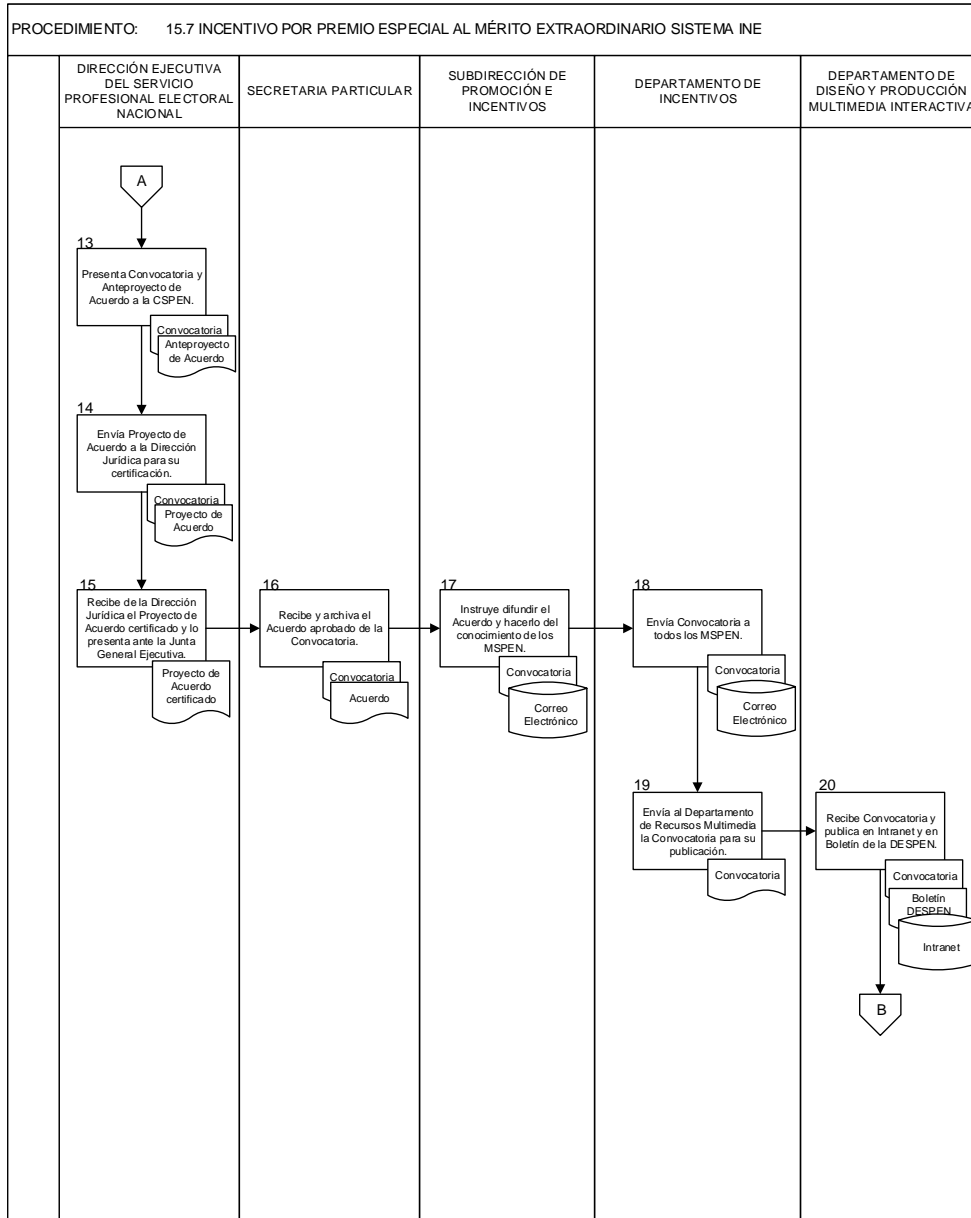 PROCEDIMIENTO: 15.7 INCENTIVO POR PREMIO ESPECIAL AL MÉRITO EXTRAORDINARIO SISTEMA INE
DIRECCIÓN EJECUTIVA
DEL SERVICIO
PROFESIONAL ELECTORAL
NACIONAL
SECRETARIA PARTICULAR
SUBDIRECCIÓN DE
PROMOCIÓN E
INCENTIVOS
DEPARTAMENTO DE
INCENTIVOS
DEPARTAMENTO DE
DISEÑO Y PRODUCCIÓN
MULTIMEDIA INTERACTIVA
A
13
Presenta Convocatoria y
Anteproyecto de
Acuerdo a la CSPEN.
Convocatoria
Anteproyecto
de Acuerdo
14
Envía Proyecto de
Acuerdo a la Dirección
Jurídica para su
certificación.
Convocatoria
Proyecto de
Acuerdo
15
Recibe de la Dirección
Jurídica el Proyecto de
Acuerdo certificado y lo
presenta ante la Junta
General Ejecutiva.
Proyecto de
Acuerdo
certificado
16
Recibe y archiva el
Acuerdo aprobado de la
Convocatoria.
Convocatoria
Acuerdo
17
Instruye difundir el
Acuerdo y hacerlo del
conocimiento de los
MSPEN.
Convocatoria
Correo
Electrónico
18
Envía Convocatoria a
todos los MSPEN.
Convocatoria
Correo
Electrónico
19
Envía al Departamento
de Recursos Multimedia
la Convocatoria para su
publicación.
Convocatoria
20
Recibe Convocatoria y
publica en Intranet y en
Boletín de la DESPEN.
Convocatoria
Boletín
DESPEN
Intranet
B